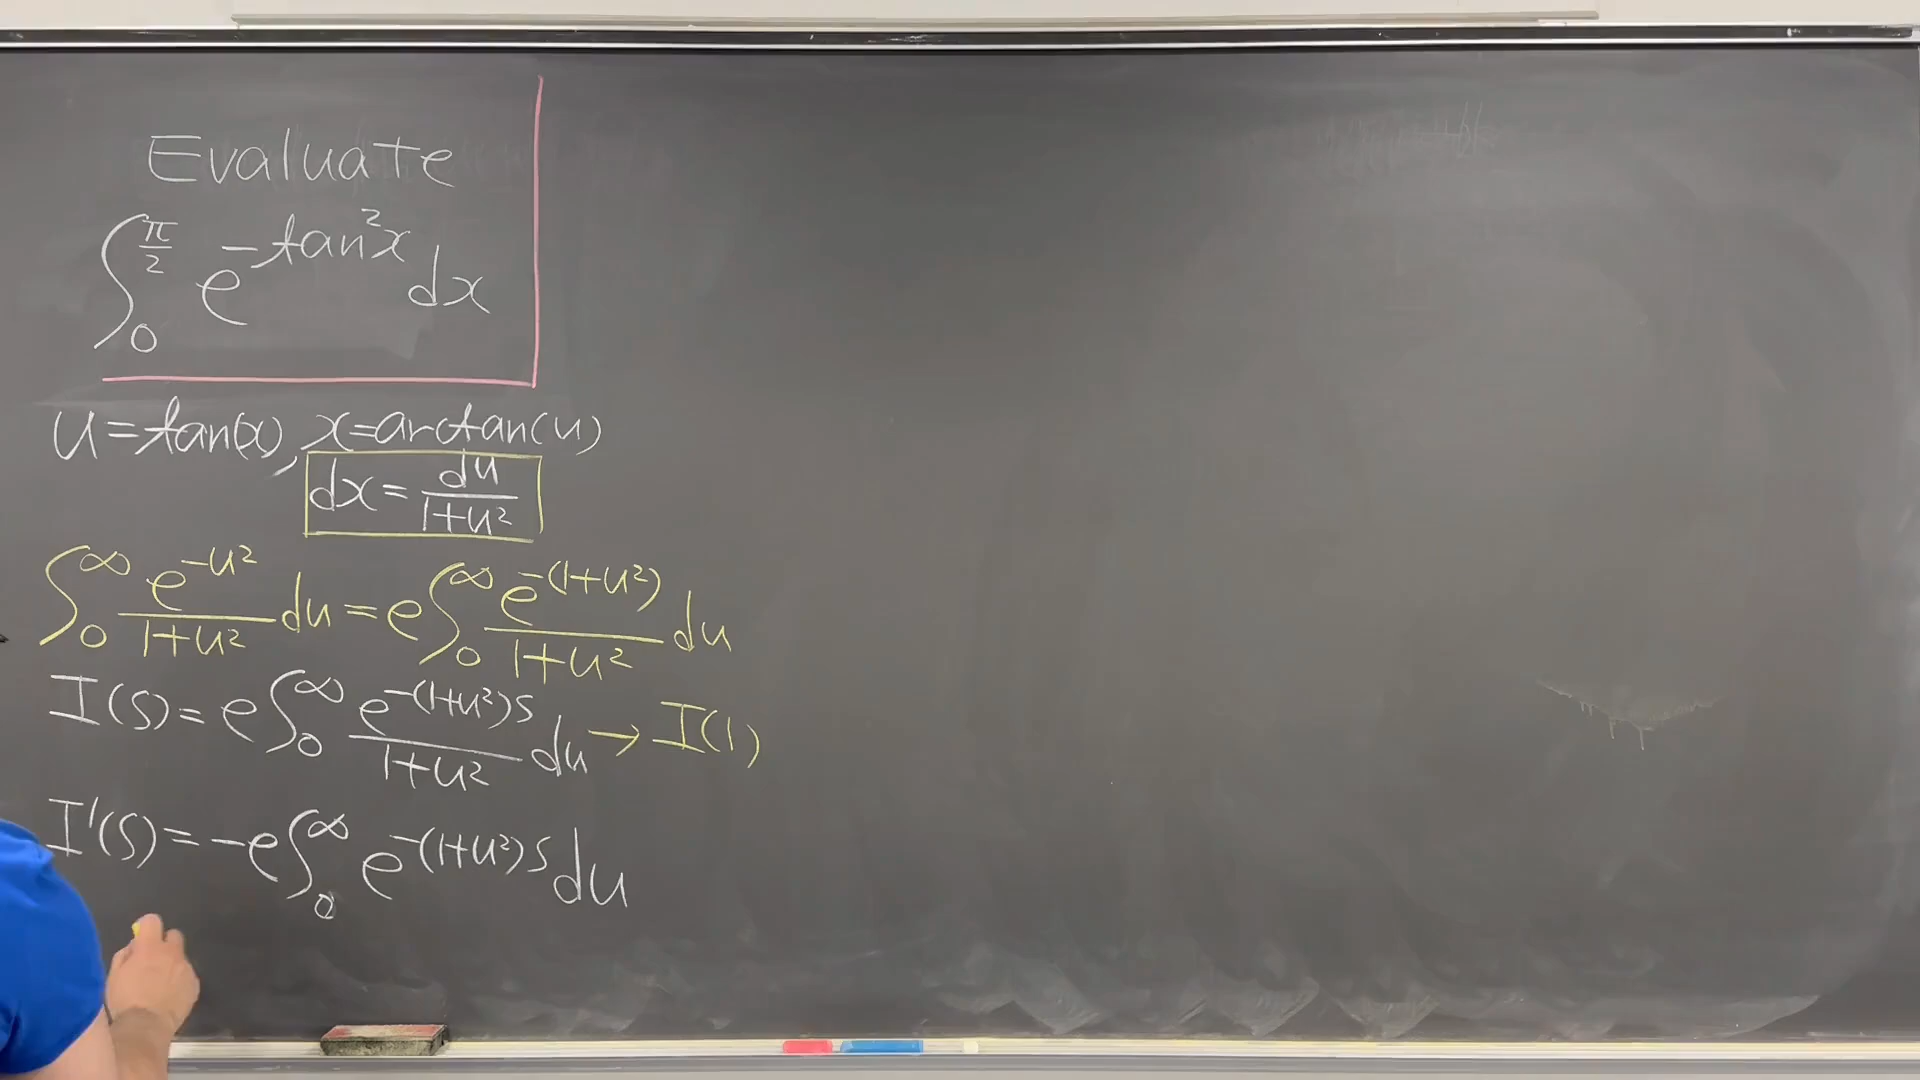 Evaluate
∫₀^{π/2} e^{-tan²x} dx
u=tan(x), x=arctan(u)
dx = du/(1+u²)
∫₀^∞ e^{-u²}/(1+u²) du = e∫₀^∞ e^{-(1+u²)}/(1+u²) du
I(s) = e∫₀^∞ e^{-(1+u²)s}/(1+u²) du → I(1)
I'(s) = -e∫₀^∞ e^{-(1+u²)s} du